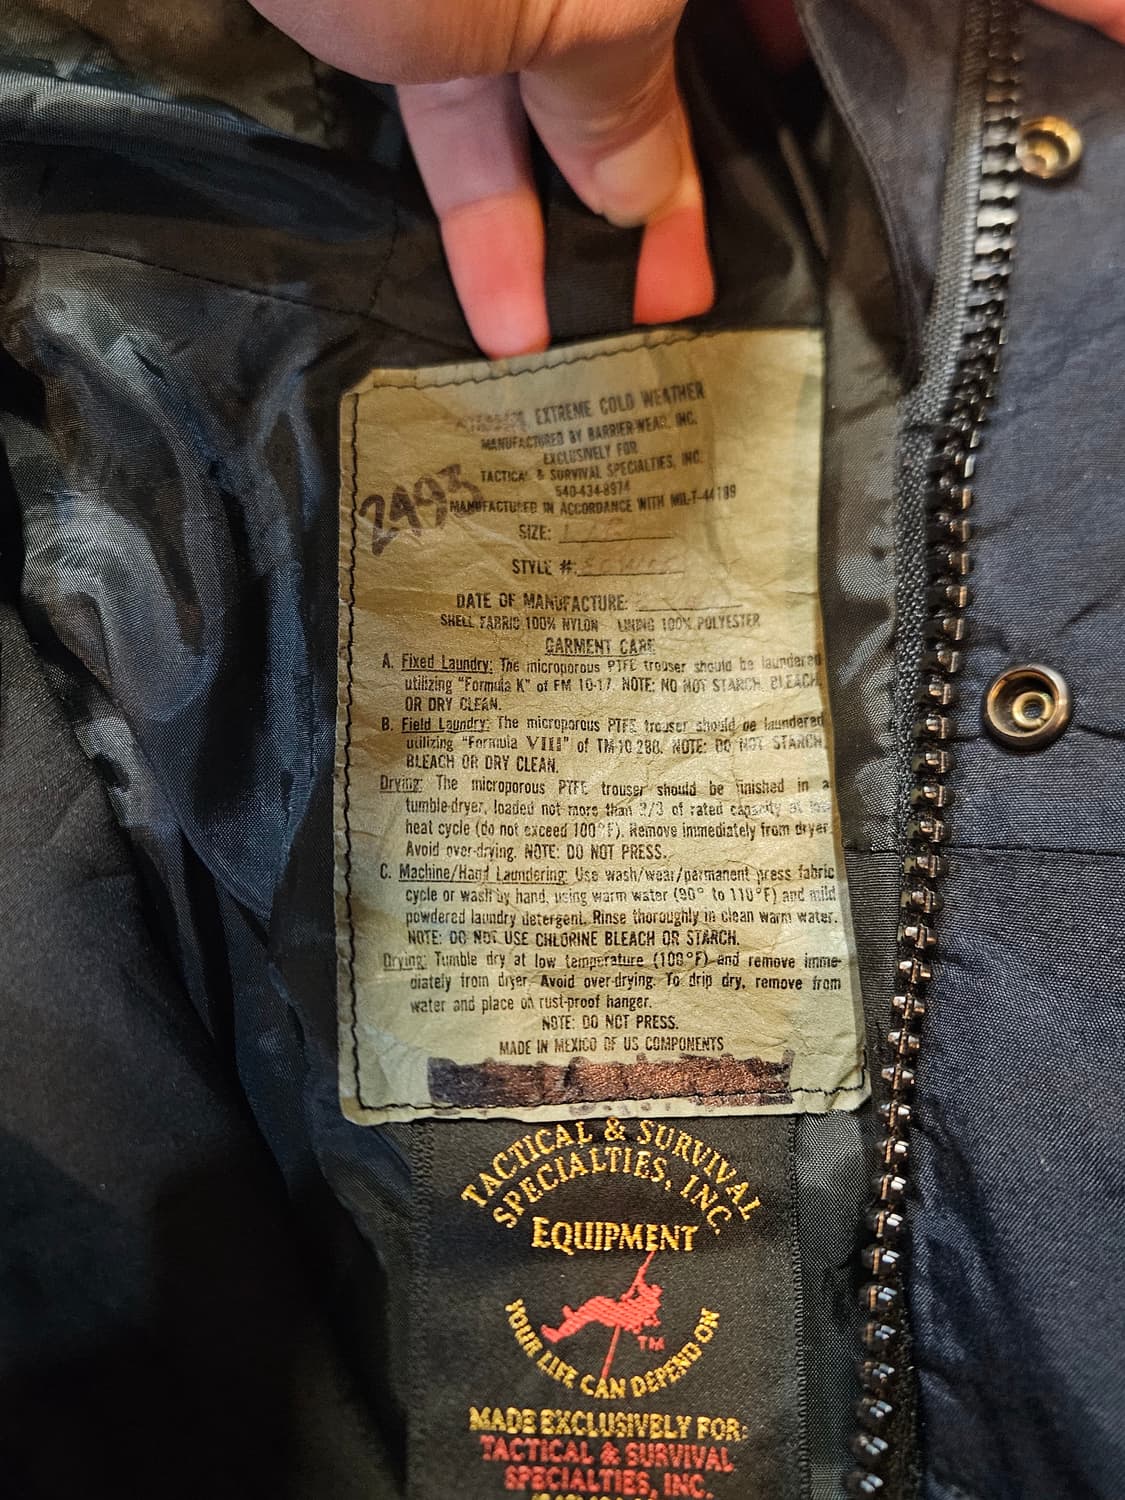 EXTREME COLD WEATHER
MANUFACTURED BY BARRIER-WEAR, INC.
EXCLUSIVELY FOR
TACTICAL & SURVIVAL SPECIALTIES, INC.
540-434-8974
MANUFACTURED IN ACCORDANCE WITH MIL-T-44189
2493
SIZE:
STYLE #:
DATE OF MANUFACTURE:
SHELL FABRIC 100% NYLON - LINING 100% POLYESTER
GARMENT CARE
A. Fixed Laundry: The microporous PTFE trouser should be laundered
utilizing "Formula K" of FM 10-17. NOTE: NO NOT STARCH, BLEACH,
OR DRY CLEAN.
B. Field Laundry: The microporous PTFE trouser should be laundered
utilizing "Formula VIII" of TM-10-280. NOTE: DO NOT STARCH,
BLEACH OR DRY CLEAN.
Drying: The microporous PTFE trouser should be finished in a
tumble-dryer, loaded not more than 2/3 of rated capacity at low
heat cycle (do not exceed 100°F). Remove immediately from dryer.
Avoid over-drying. NOTE: DO NOT PRESS.
C. Machine/Hand Laundering: Use wash/wear/permanent press fabric
cycle or wash by hand, using warm water (90° to 110°F) and mild
powdered laundry detergent. Rinse thoroughly in clean warm water.
NOTE: DO NOT USE CHLORINE BLEACH OR STARCH.
Drying: Tumble dry at low temperature (100°F) and remove imme-
diately from dryer. Avoid over-drying. To drip dry, remove from
water and place on rust-proof hanger.
NOTE: DO NOT PRESS.
MADE IN MEXICO OF US COMPONENTS
TACTICAL & SURVIVAL
SPECIALTIES, INC.
EQUIPMENT
TM
YOUR LIFE CAN DEPEND ON
MADE EXCLUSIVELY FOR:
TACTICAL & SURVIVAL
SPECIALTIES, INC.